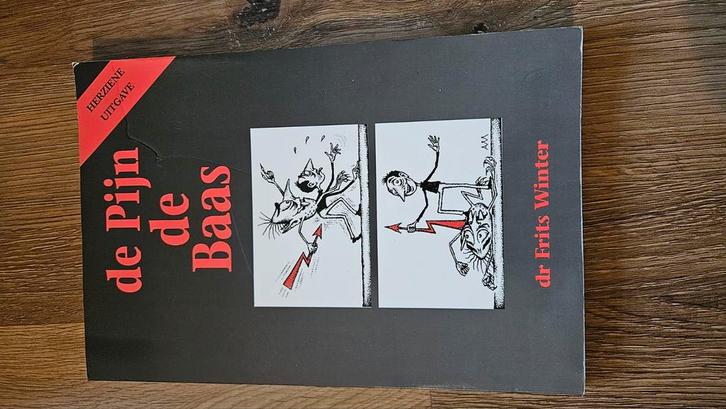 HERZIENE
UITGAVE
de Pijn
de
Baas
dr Frits Winter